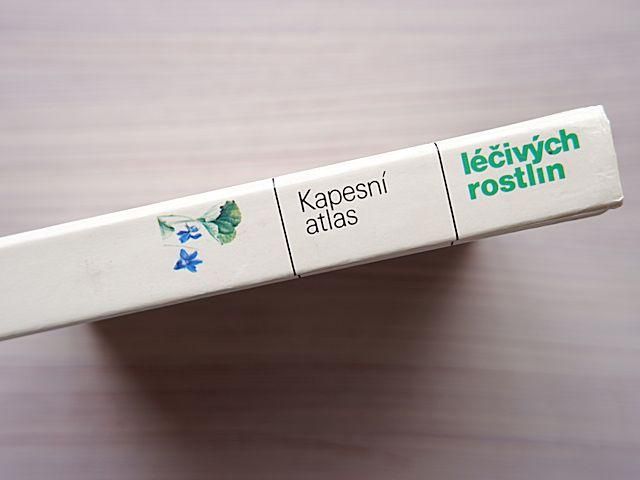 Kapesní
atlas
léčivých
rostlin